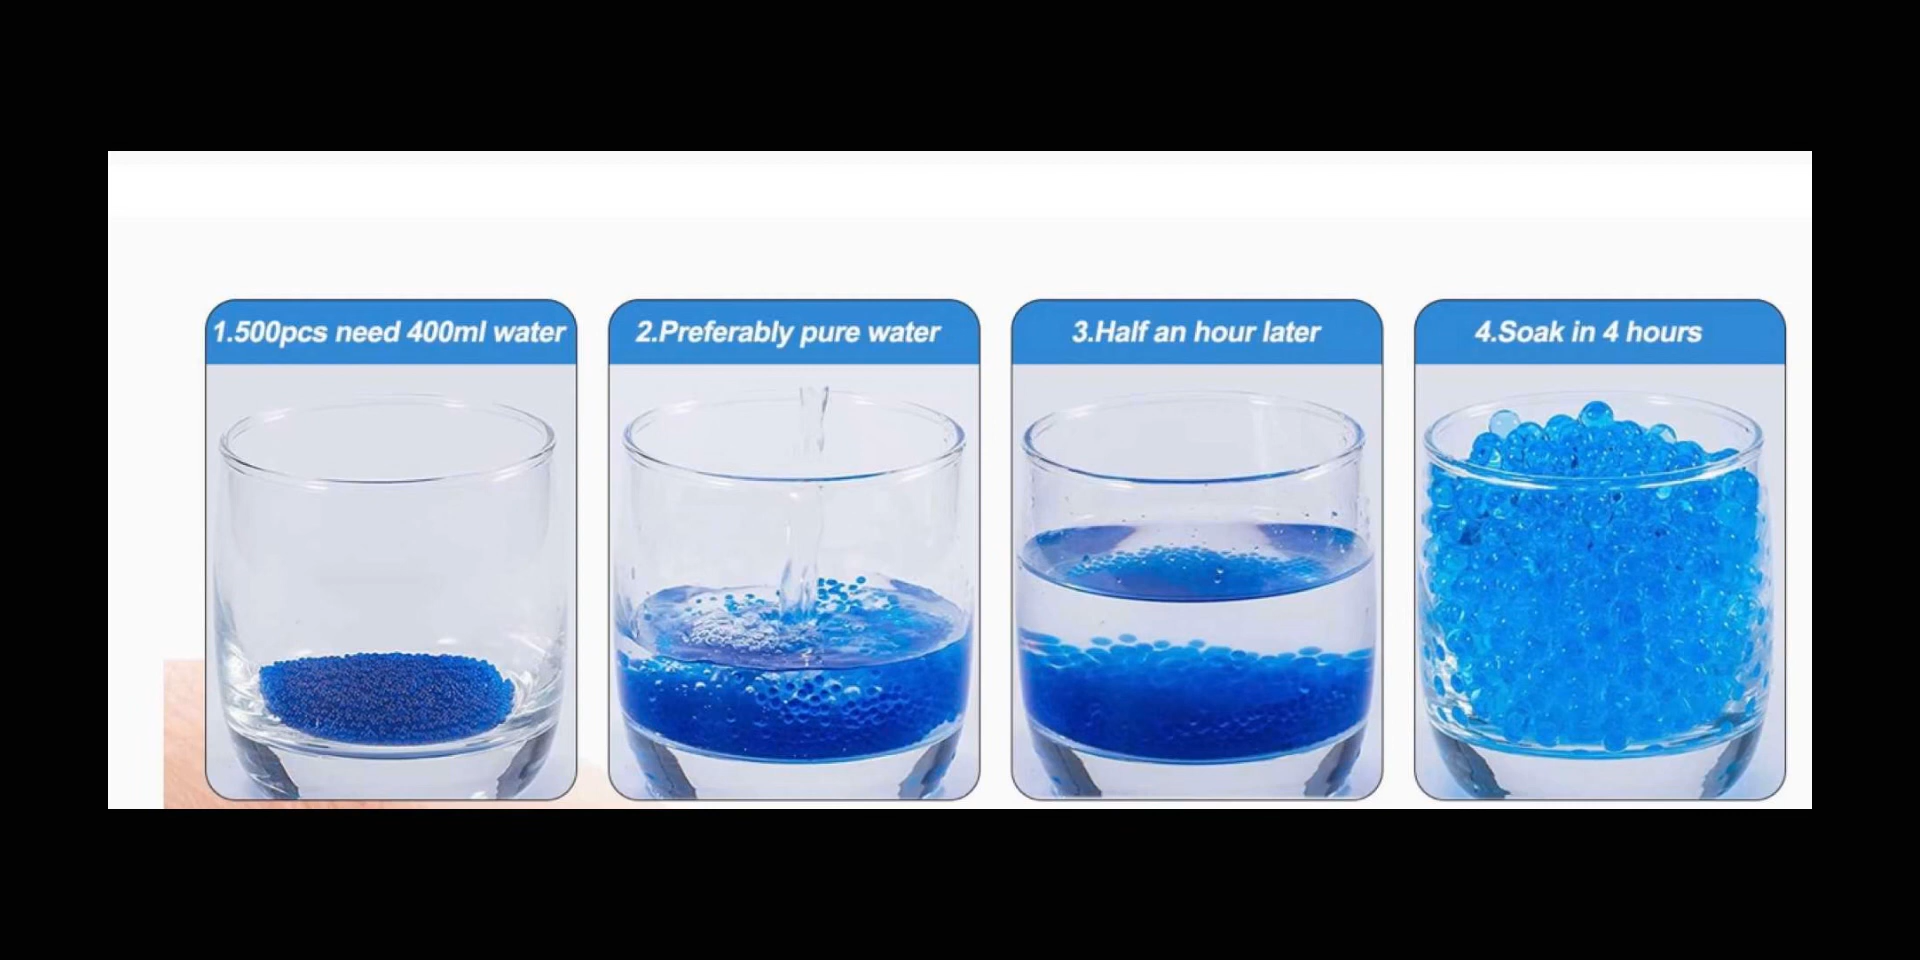 1.500pcs need 400ml water
2.Preferably pure water
3.Half an hour later
4.Soak in 4 hours